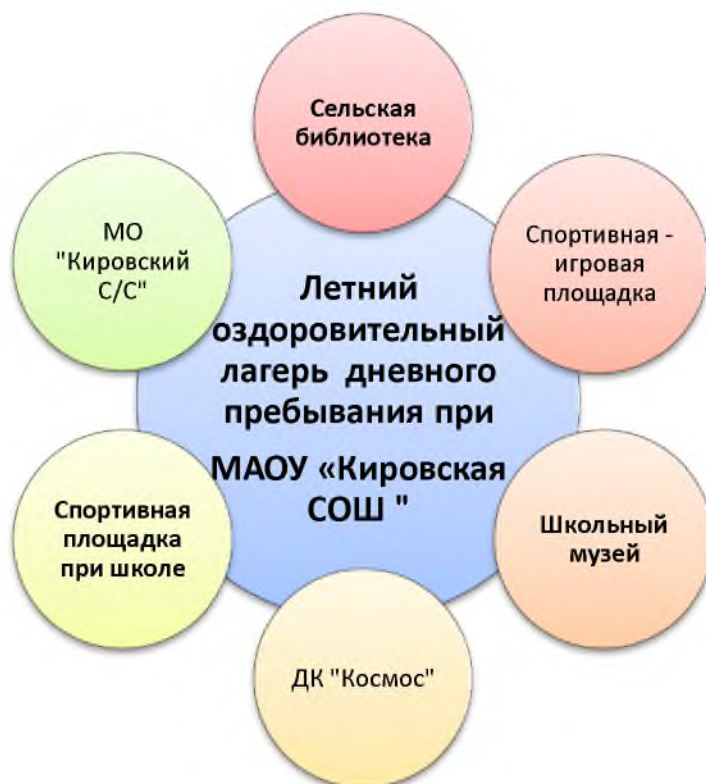 Сельская
библиотека
Спортивная -
игровая
площадка
Школьный
музей
ДК "Космос"
Спортивная
площадка
при школе
МО
"Кировский
С/С"
Летний
оздоровительный
лагерь дневного
пребывания при
МАОУ «Кировская
СОШ "